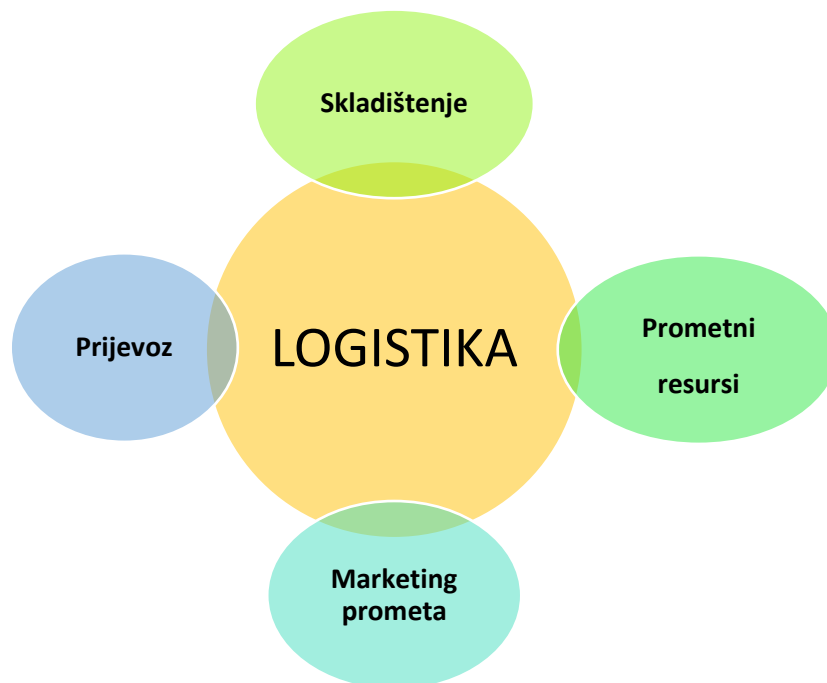 Skladištenje
Prijevoz
LOGISTIKA
Prometni
resursi
Marketing
prometa